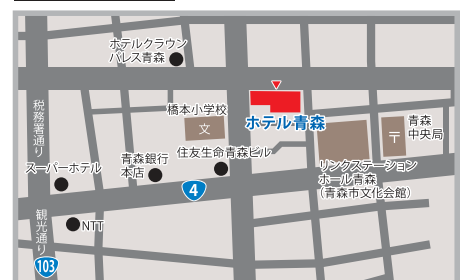 ホテルクラウン
パレス青森
税務署通り
橋本小学校
文
ホテル青森
青森
中央局
〒
青森銀行
本店
住友生命青森ビル
スーパーホテル
リンクステーション
ホール青森
（青森市文化会館）
4
観光通り
NTT
103